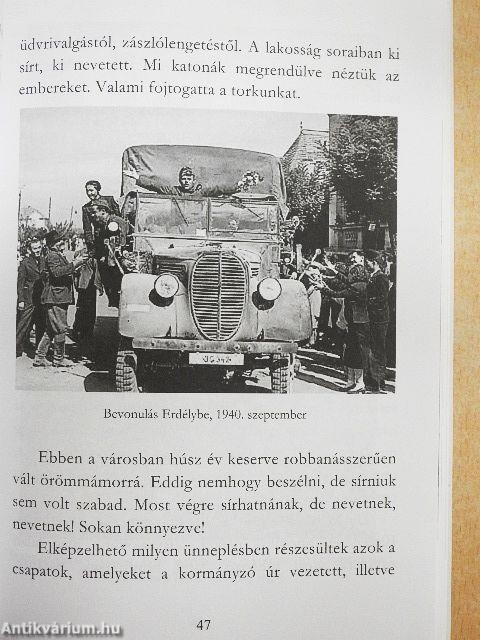 üdvrivalgástól, zászlólengetéstől. A lakosság soraiban ki
sírt, ki nevetett. Mi katonák megrendülve néztük az
embereket. Valami fojtogatta a torkunkat.
Bevonulás Erdélybe, 1940. szeptember
Ebben a városban húsz év keserve robbanásszerűen
vált örömmámorrá. Eddig nemhogy beszélni, de sírniuk
sem volt szabad. Most végre sírhatnának, de nevetnek,
nevetnek! Sokan könnyezve!
Elképzelhető milyen ünneplésben részesültek azok a
csapatok, amelyeket a kormányzó úr vezetett, illetve
47
Antikvárium.hu